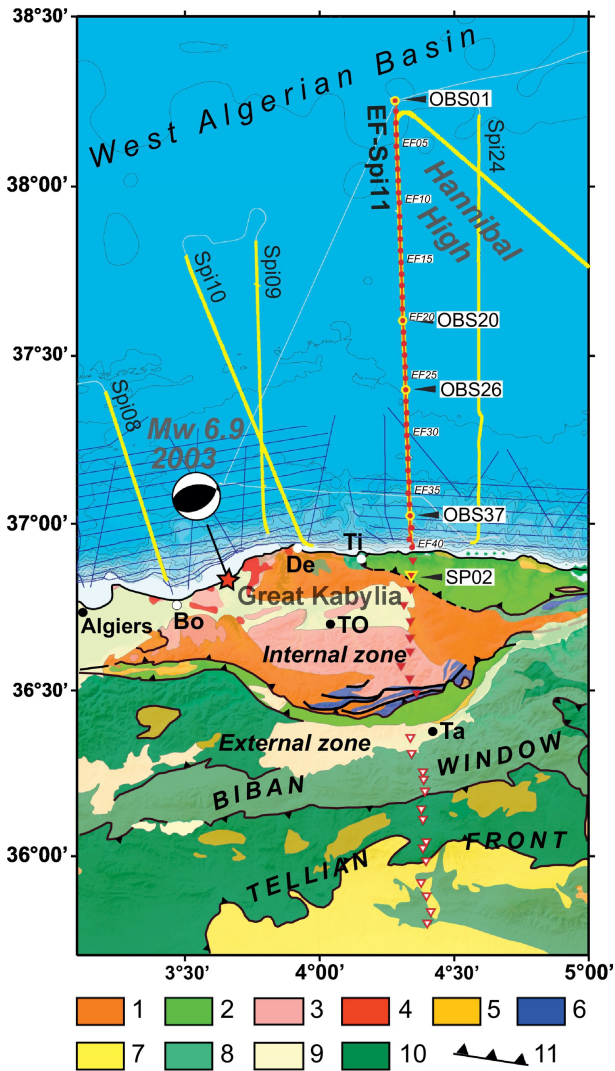 38°30'
38°00'
37°30'
37°00'
36°30'
36°00'
West Algerian Basin
OBS01
EF-Spi11
EF05
Spi24
EF10
Hannibal
High
EF15
Spi10
Spi09
EF20
OBS20
EF25
OBS26
Spi08
EF30
Mw 6.9
2003
EF35
OBS37
EF40
Ti
De
SP02
Great Kabylia
Algiers
Bo
TO
Internal zone
External zone
Ta
BIBAN WINDOW
TELLIAN FRONT
3°30'
4°00'
4°30'
5°00'
1
2
3
4
5
6
7
8
9
10
11